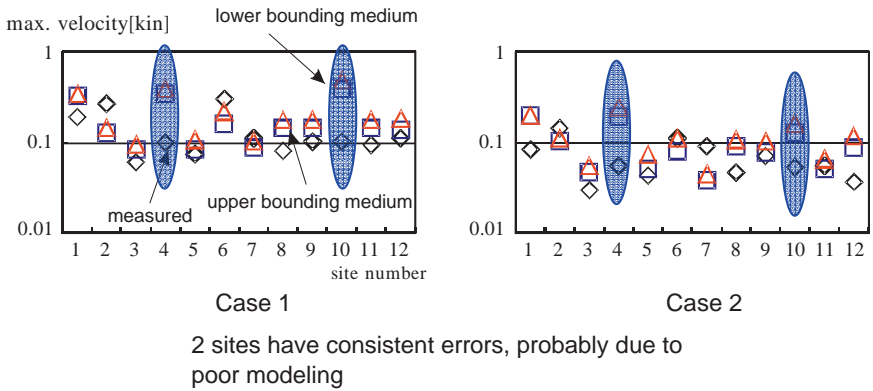 max. velocity[kin]
lower bounding medium
1
0.1
0.01
measured
upper bounding medium
1 2 3 4 5 6 7 8 9 10 11 12
site number
Case 1
1
0.1
0.01
1 2 3 4 5 6 7 8 9 10 11 12
Case 2
2 sites have consistent errors, probably due to
poor modeling